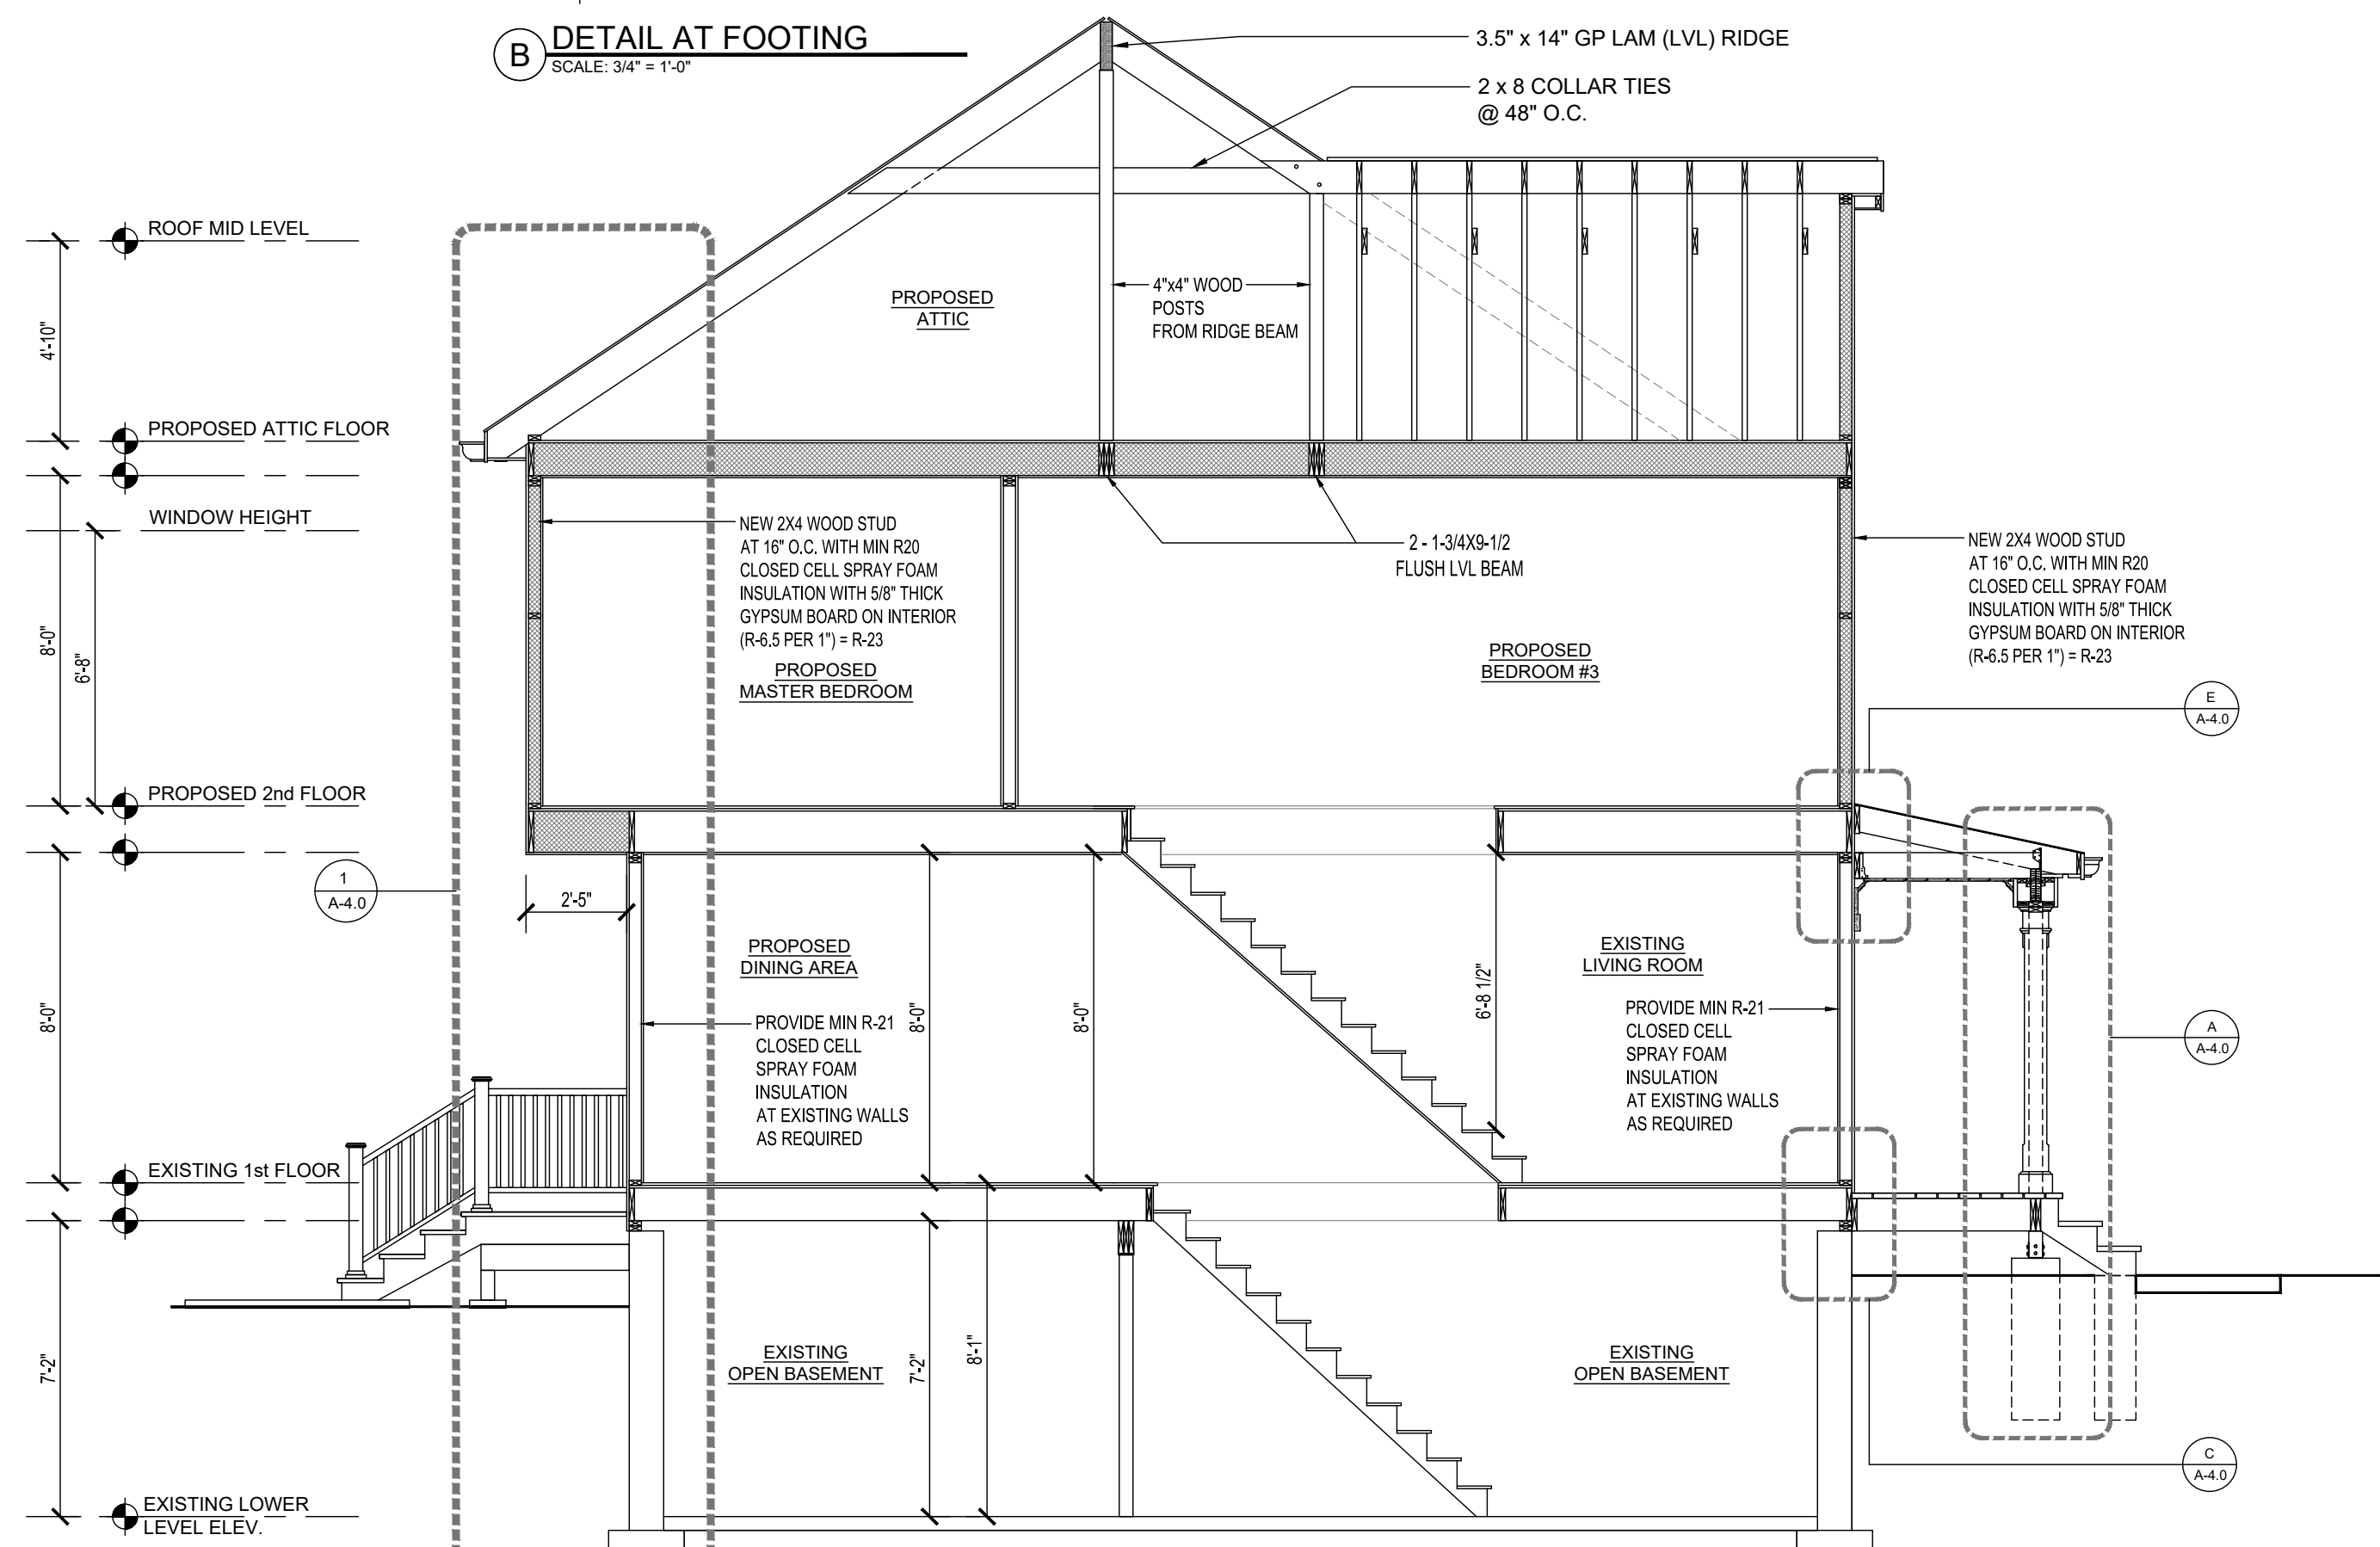 B
DETAIL AT FOOTING
SCALE: 3/4" = 1'-0"
3.5" x 14" GP LAM (LVL) RIDGE
2 x 8 COLLAR TIES
@ 48" O.C.
ROOF MID LEVEL
4'-10"
PROPOSED
ATTIC
4"x4" WOOD
POSTS
FROM RIDGE BEAM
PROPOSED ATTIC FLOOR
WINDOW HEIGHT
8'-0"
6'-8"
NEW 2X4 WOOD STUD
AT 16" O.C. WITH MIN R20
CLOSED CELL SPRAY FOAM
INSULATION WITH 5/8" THICK
GYPSUM BOARD ON INTERIOR
(R-6.5 PER 1") = R-23
PROPOSED
MASTER BEDROOM
2 - 1-3/4X9-1/2
FLUSH LVL BEAM
PROPOSED
BEDROOM #3
NEW 2X4 WOOD STUD
AT 16" O.C. WITH MIN R20
CLOSED CELL SPRAY FOAM
INSULATION WITH 5/8" THICK
GYPSUM BOARD ON INTERIOR
(R-6.5 PER 1") = R-23
E
A-4.0
PROPOSED 2nd FLOOR
1
A-4.0
2'-5"
8'-0"
PROPOSED
DINING AREA
PROVIDE MIN R-21
CLOSED CELL
SPRAY FOAM
INSULATION
AT EXISTING WALLS
AS REQUIRED
8'-0"
8'-0"
6'-8 1/2"
EXISTING
LIVING ROOM
PROVIDE MIN R-21
CLOSED CELL
SPRAY FOAM
INSULATION
AT EXISTING WALLS
AS REQUIRED
A
A-4.0
EXISTING 1st FLOOR
7'-2"
EXISTING
OPEN BASEMENT
7'-2"
8'-1"
EXISTING
OPEN BASEMENT
C
A-4.0
EXISTING LOWER
LEVEL ELEV.